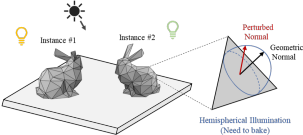 Instance #1
Instance #2
Perturbed
Normal
Geometric
Normal
Hemispherical Illumination
(Need to bake)